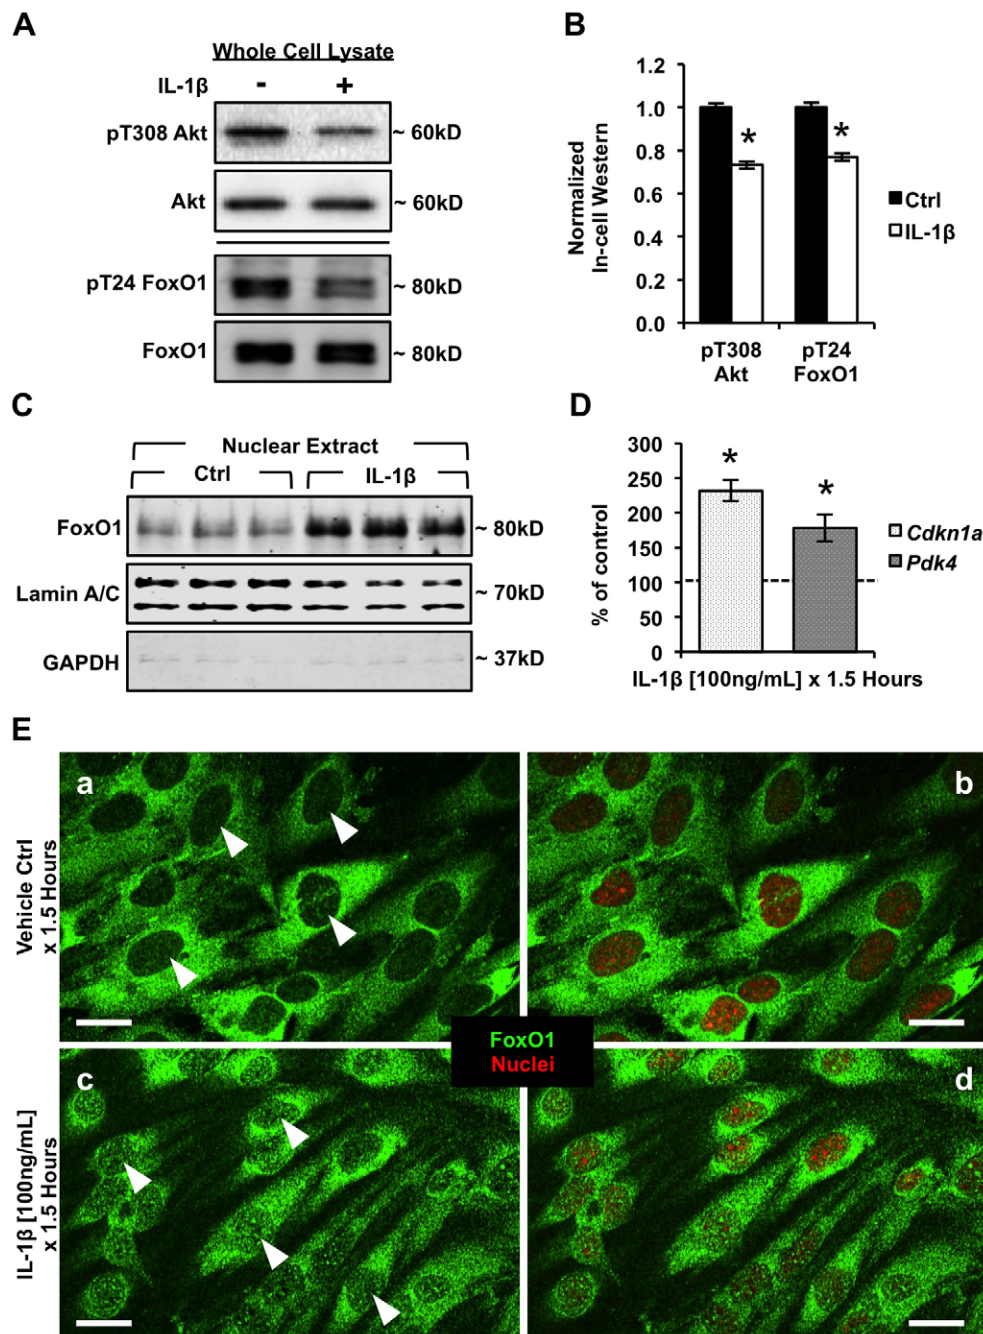 A
Whole Cell Lysate
IL-1β - +
pT308 Akt ~ 60kD
Akt ~ 60kD
pT24 FoxO1 ~ 80kD
FoxO1 ~ 80kD
B
Normalized
In-cell Western
1.2
1.0
0.8
0.6
0.4
0.2
0.0
* *
Ctrl
IL-1β
pT308
Akt
pT24
FoxO1
C
Nuclear Extract
Ctrl IL-1β
FoxO1 ~ 80kD
Lamin A/C ~ 70kD
GAPDH ~ 37kD
D
% of control
300
250
200
150
100
50
0
* *
Cdkn1a
Pdk4
IL-1β [100ng/mL] x 1.5 Hours
E
Vehicle Ctrl
x 1.5 Hours
a b
FoxO1
Nuclei
IL-1β [100ng/mL]
x 1.5 Hours
c d